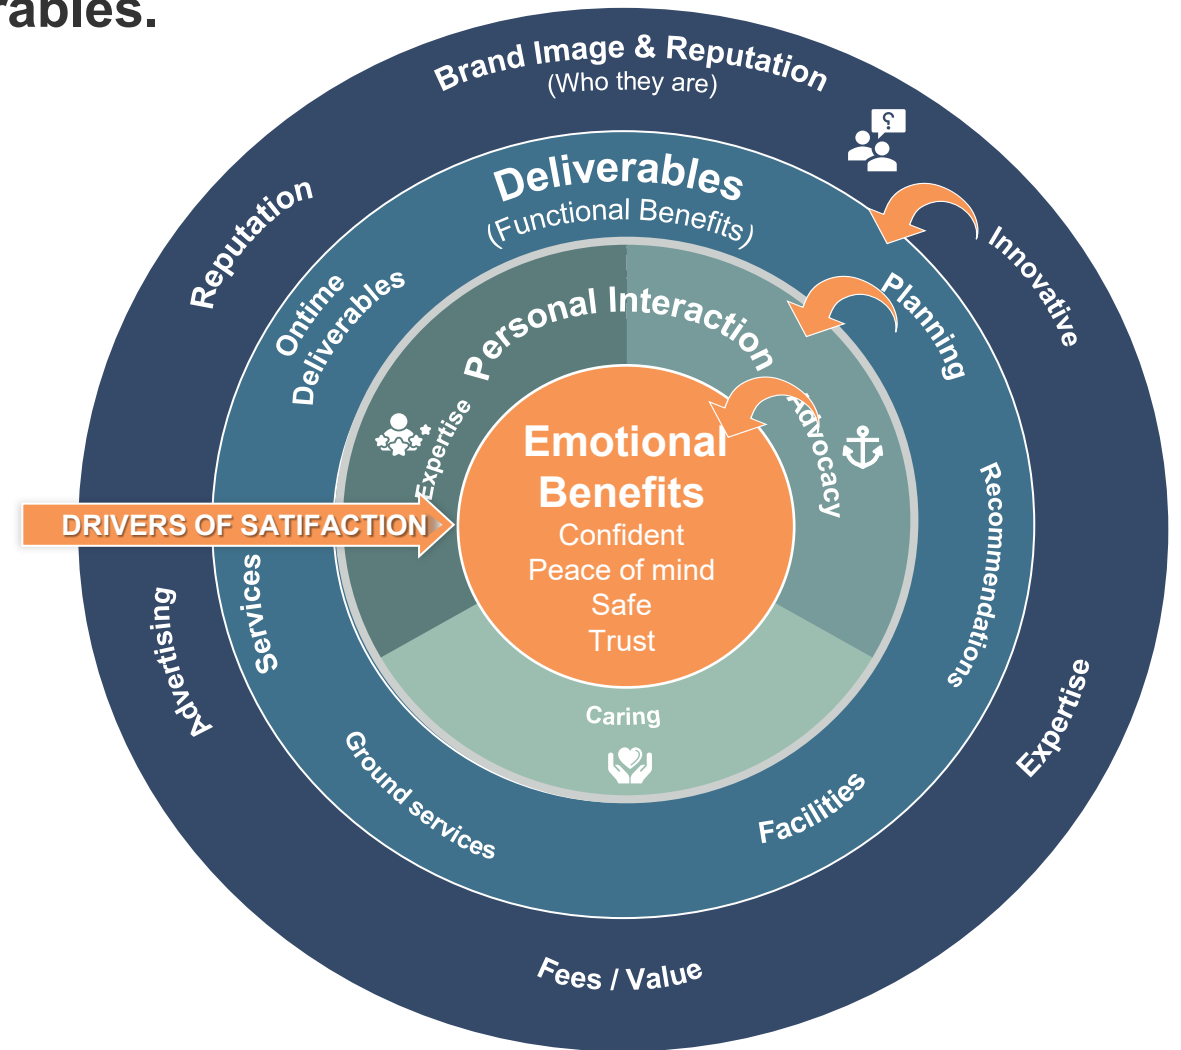 rables.
Brand Image & Reputation
(Who they are)
?
Reputation
Innovative
Deliverables
(Functional Benefits)
Ontime
Deliverables
Planning
Personal Interaction
Expertise
Advocacy
Emotional
Benefits
Confident
Peace of mind
Safe
Trust
DRIVERS OF SATIFACTION
Recommendations
Services
Advertising
Expertise
Caring
Ground services
Facilities
Fees / Value